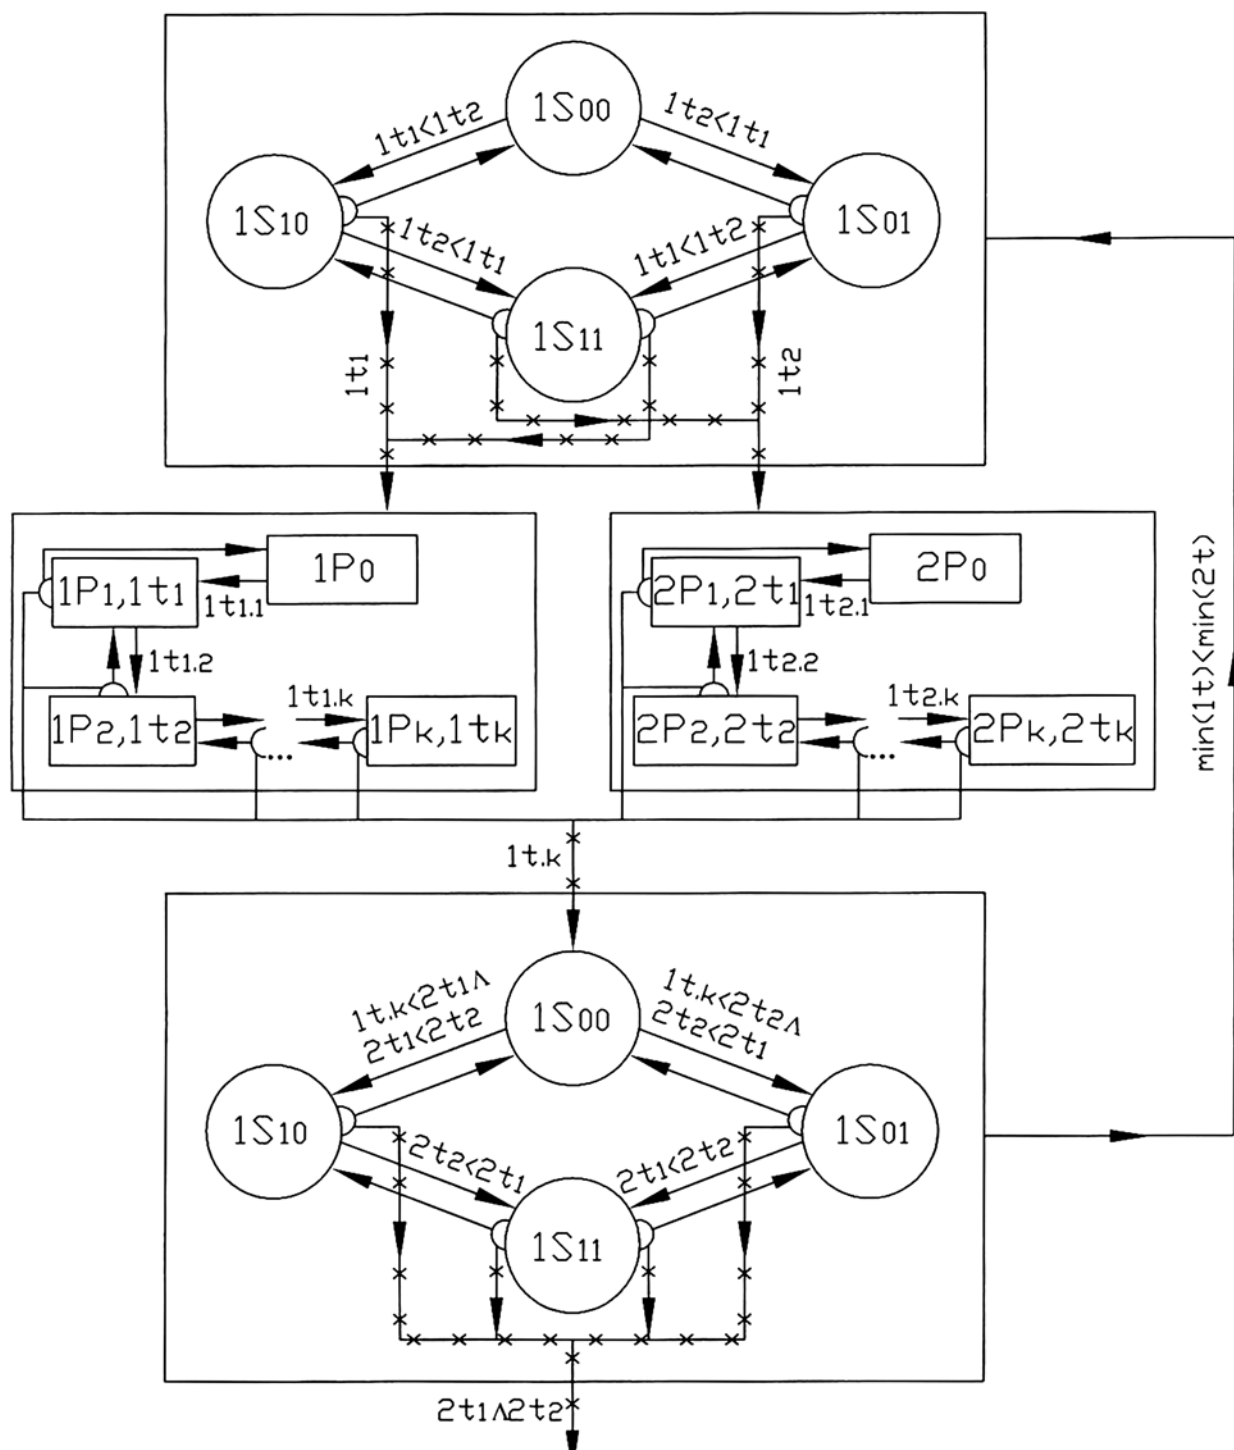 1S00
1t1<1t2
1t2<1t1
1S10
1S01
1t2<1t1
1t1<1t2
1S11
1t1
1t2
1P0
1P1,1t1
1t1.1
1t1.2
1t1.k
1P2,1t2
...
1Pk,1tk
2P0
2P1,2t1
1t2.1
1t2.2
1t2.k
2P2,2t2
...
2Pk,2tk
min(1t)<min(2t)
1t.k
1S00
1t.k<2t1∧
2t1<2t2
1t.k<2t2∧
2t2<2t1
1S10
1S01
2t2<2t1
2t1<2t2
1S11
2t1∧2t2